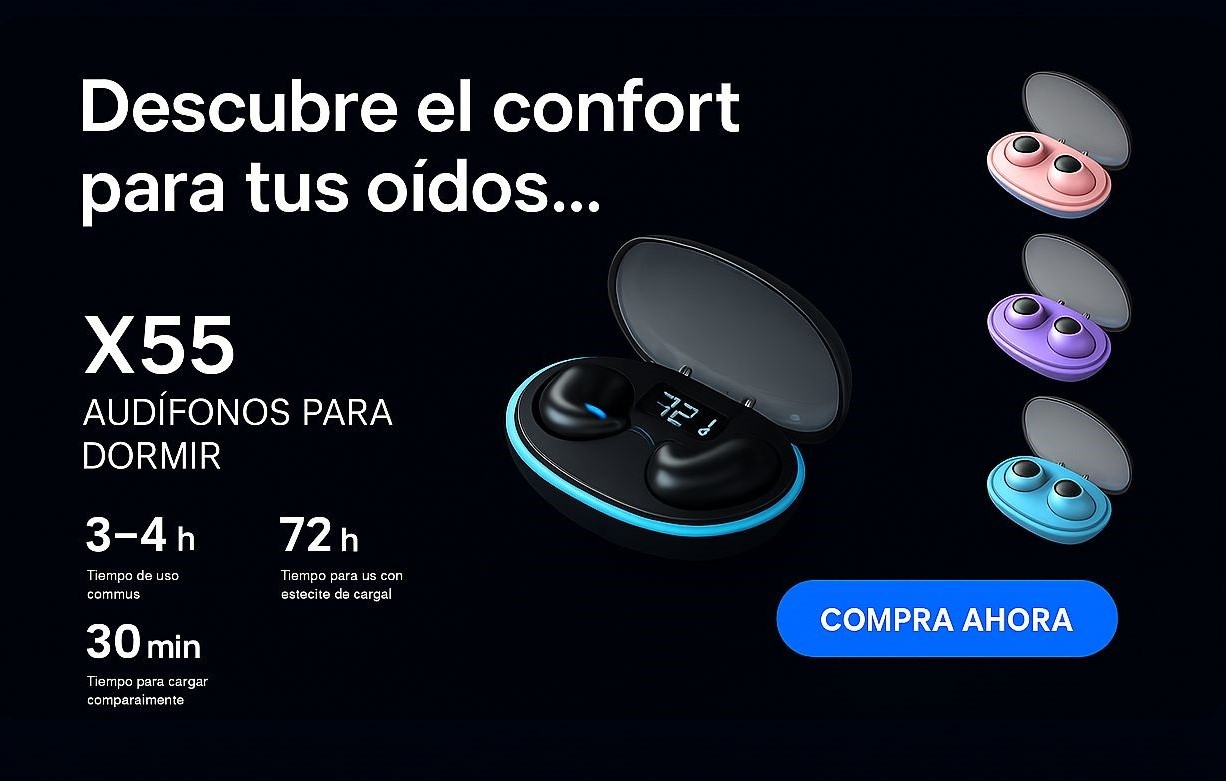 Descubre el confort
para tus oídos...
X55
AUDÍFONOS PARA
DORMIR
3–4 h
Tiempo de uso
commus
72 h
Tiempo para us con
estecite de cargal
30 min
Tiempo para cargar
comparaimente
COMPRA AHORA